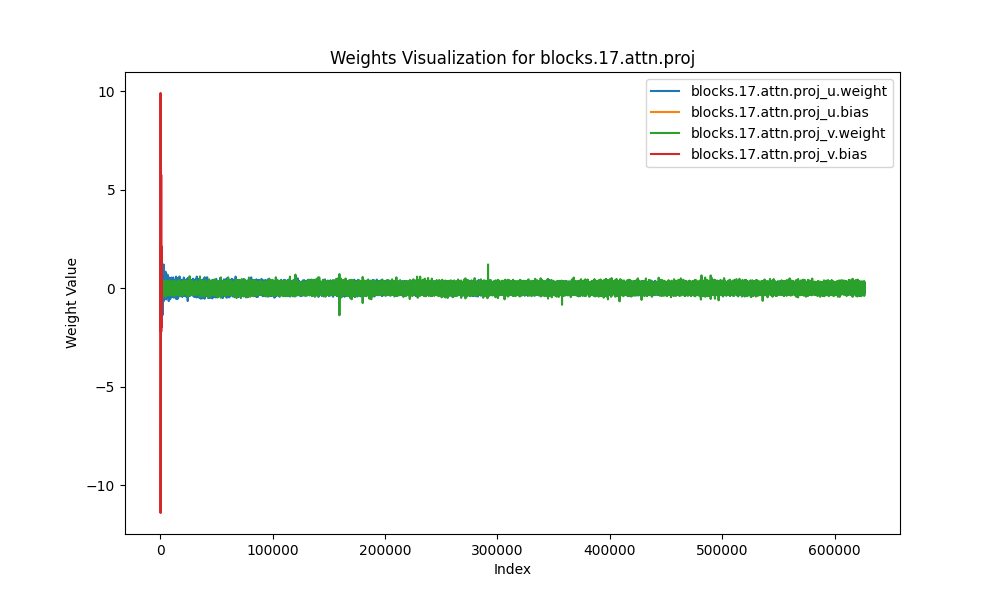 Weights Visualization for blocks.17.attn.proj
blocks.17.attn.proj_u.weight
blocks.17.attn.proj_u.bias
blocks.17.attn.proj_v.weight
blocks.17.attn.proj_v.bias
Weight Value
10
5
0
−5
−10
0
100000
200000
300000
400000
500000
600000
Index